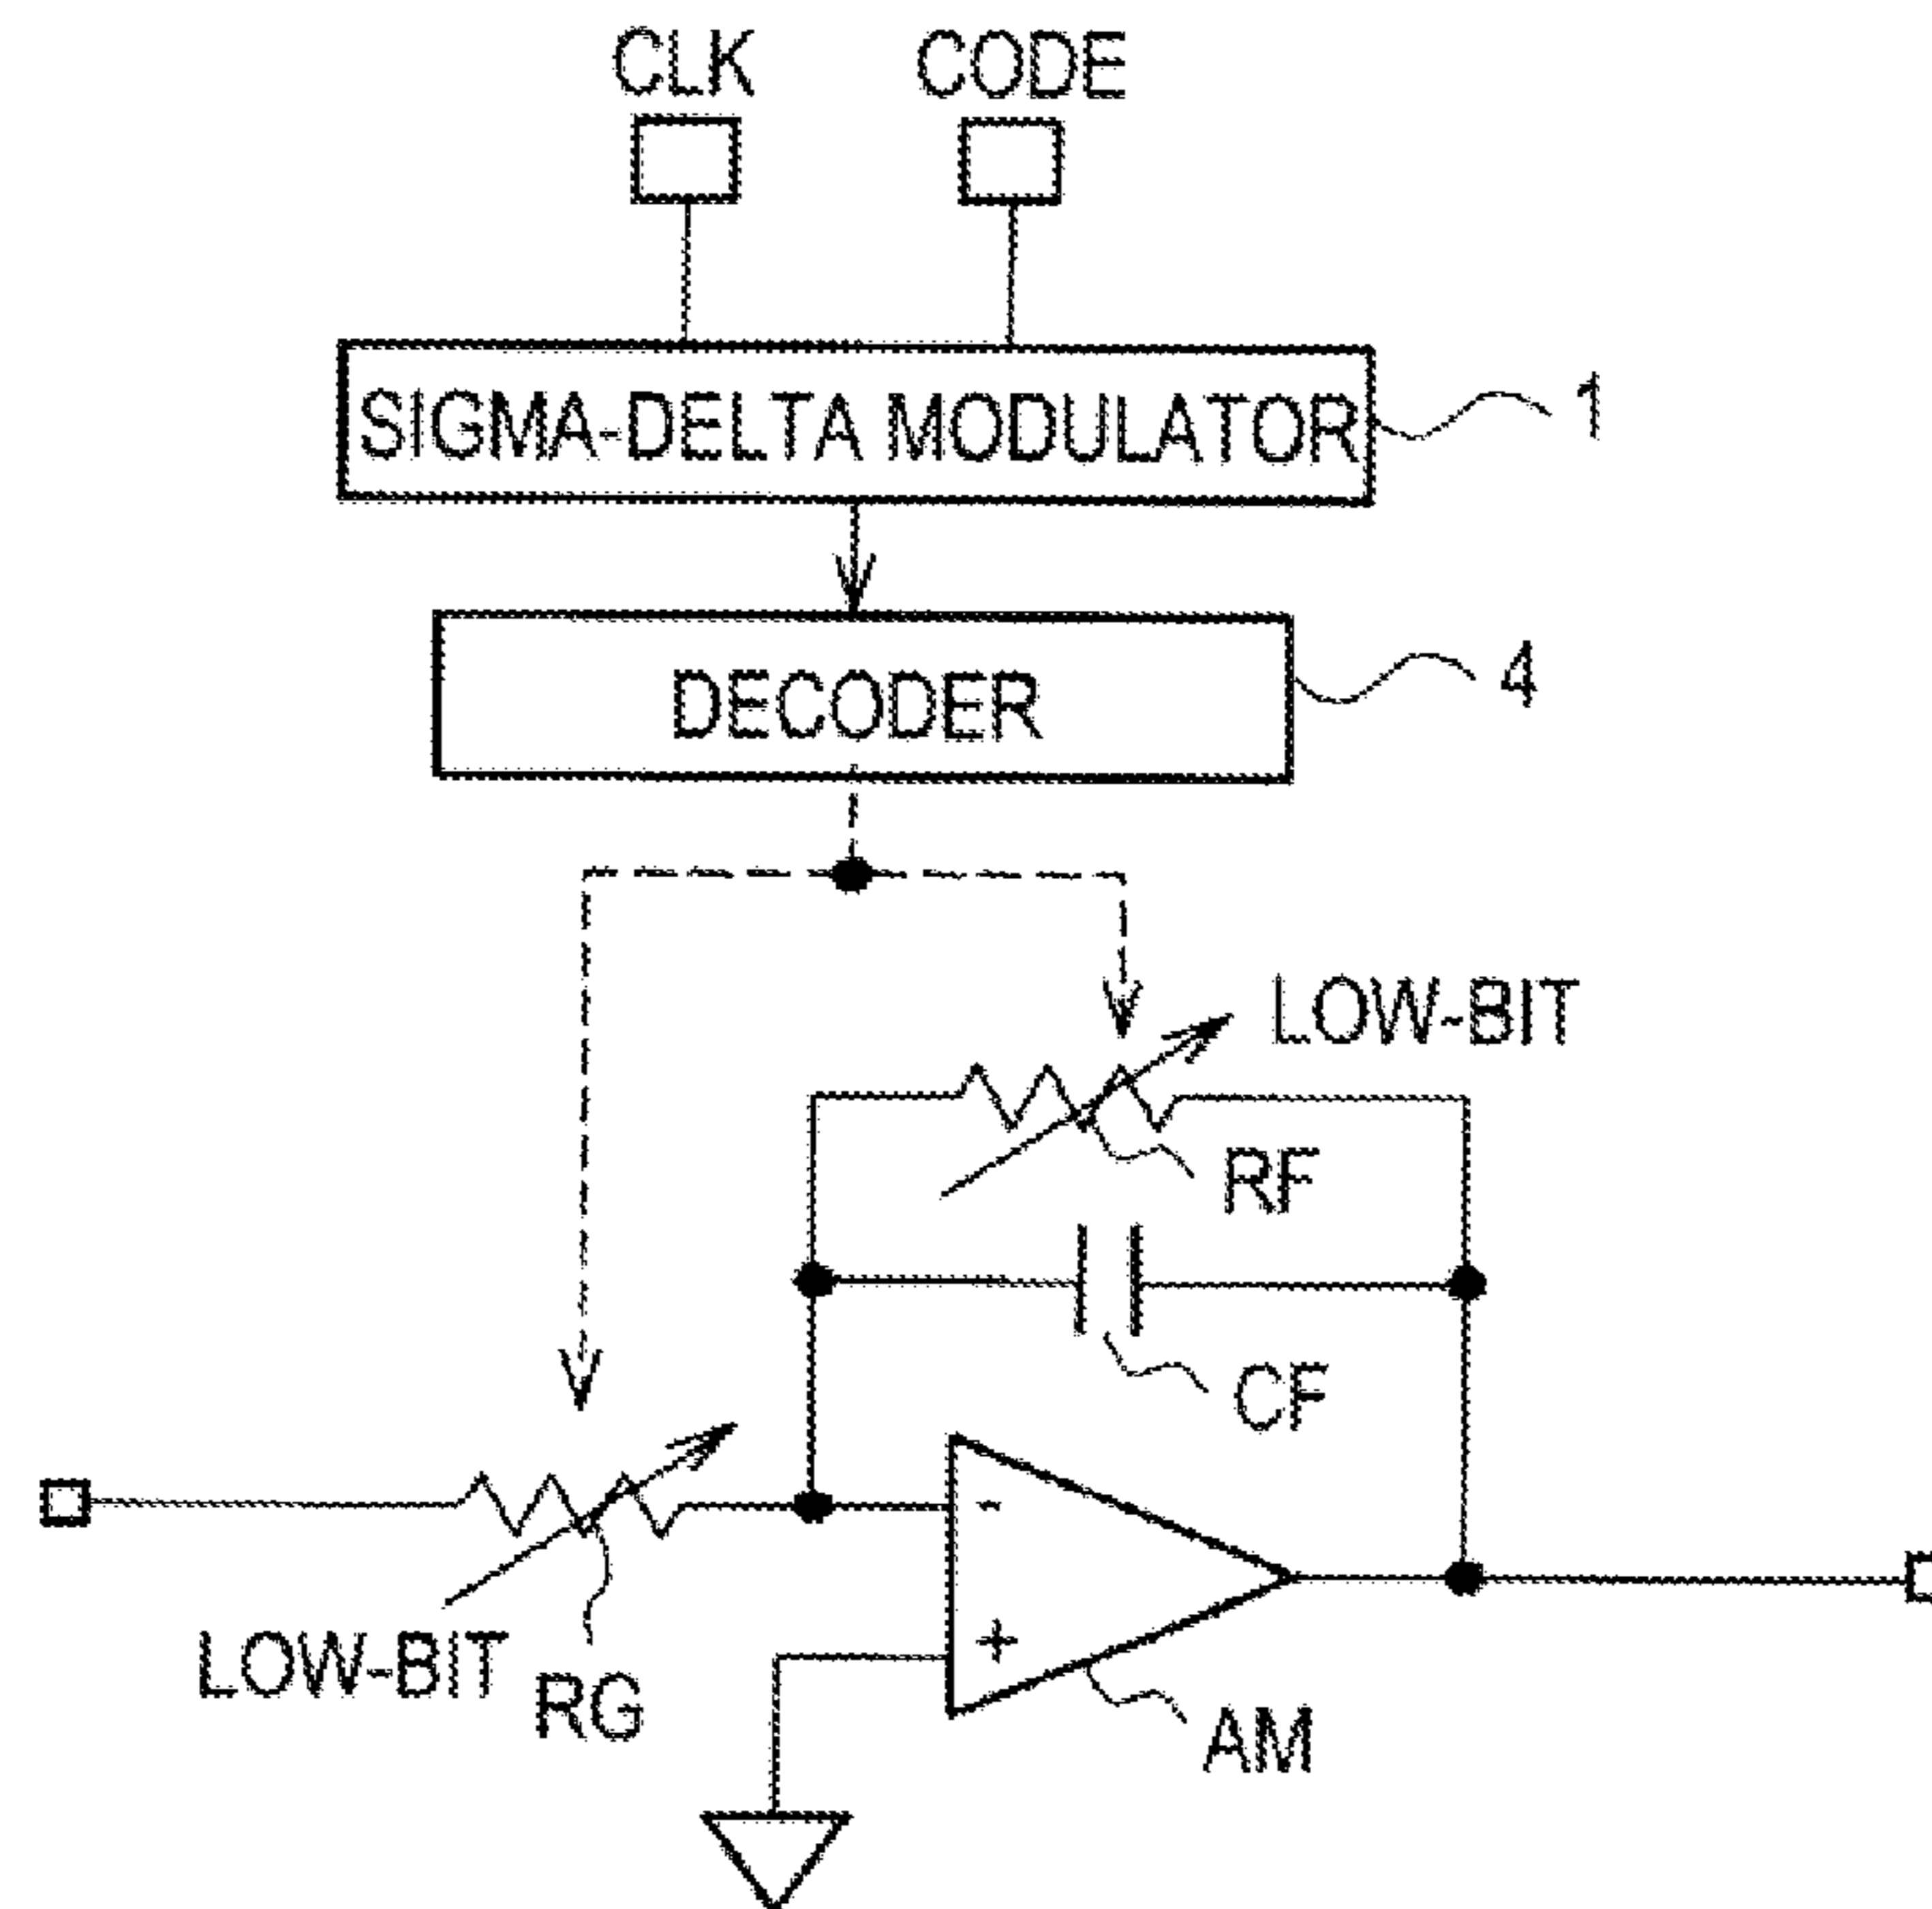 CLK CODE
SIGMA-DELTA MODULATOR 1
DECODER 4
LOW-BIT
RF
CF
-
+
LOW-BIT
RG
AM